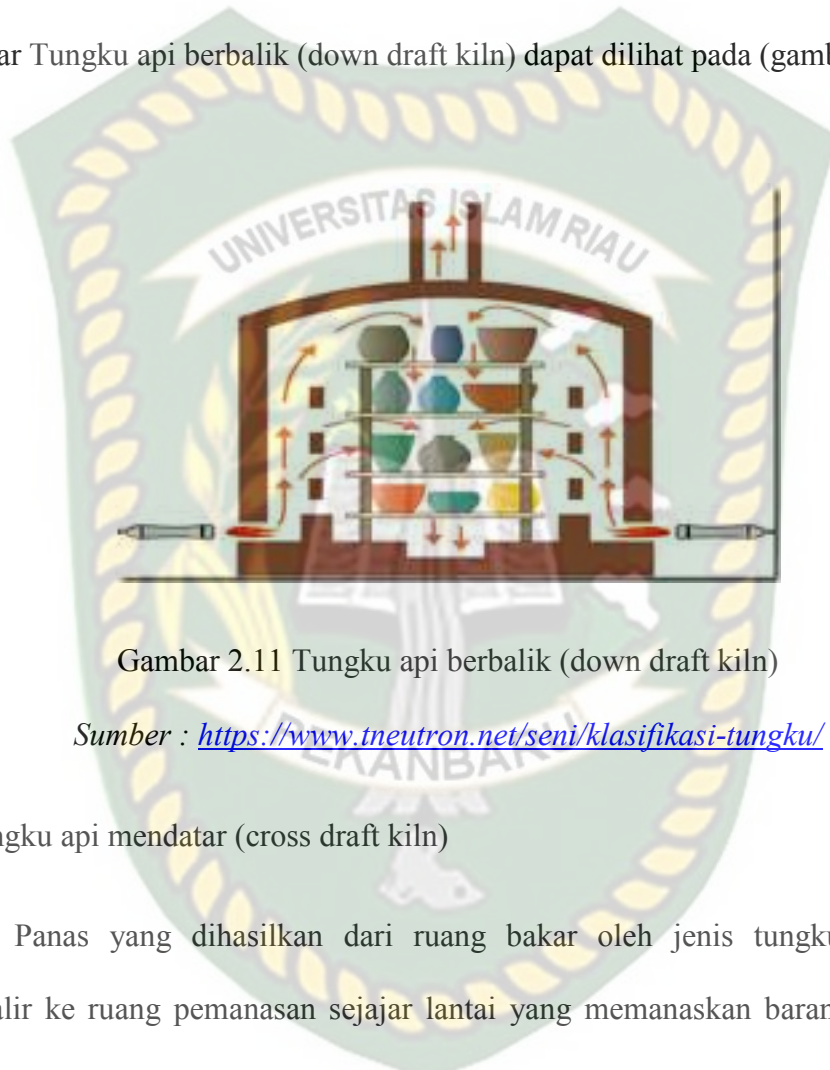 ar Tungku api berbalik (down draft kiln) dapat dilihat pada (gamb
UNIVERSITAS ISLAM RIAU
Gambar 2.11 Tungku api berbalik (down draft kiln)
Sumber : https://www.tneutron.net/seni/klasifikasi-tungku/
PEKANBARU
ngku api mendatar (cross draft kiln)
Panas yang dihasilkan dari ruang bakar oleh jenis tungku
alir ke ruang pemanasan sejajar lantai yang memanaskan baran